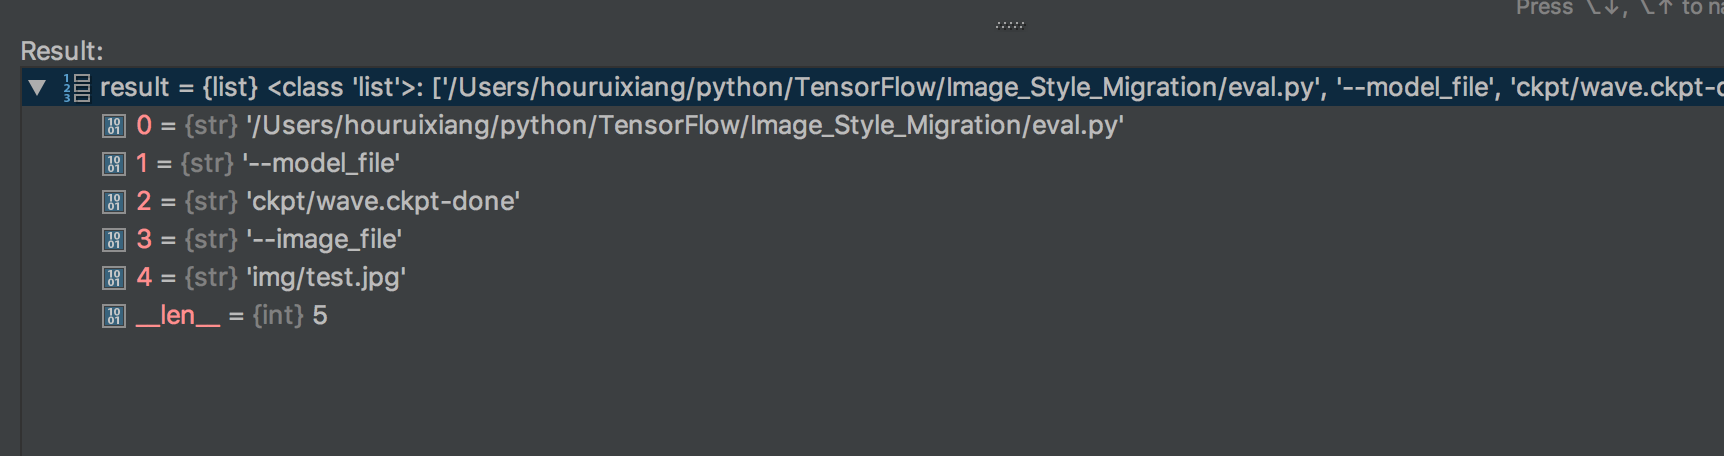 Press ⌥↓, ⌥↑ to na
Result:
result = {list} <class 'list'>: ['/Users/houruixiang/python/TensorFlow/Image_Style_Migration/eval.py', '--model_file', 'ckpt/wave.ckpt-d
0 = {str} '/Users/houruixiang/python/TensorFlow/Image_Style_Migration/eval.py'
1 = {str} '--model_file'
2 = {str} 'ckpt/wave.ckpt-done'
3 = {str} '--image_file'
4 = {str} 'img/test.jpg'
__len__ = {int} 5